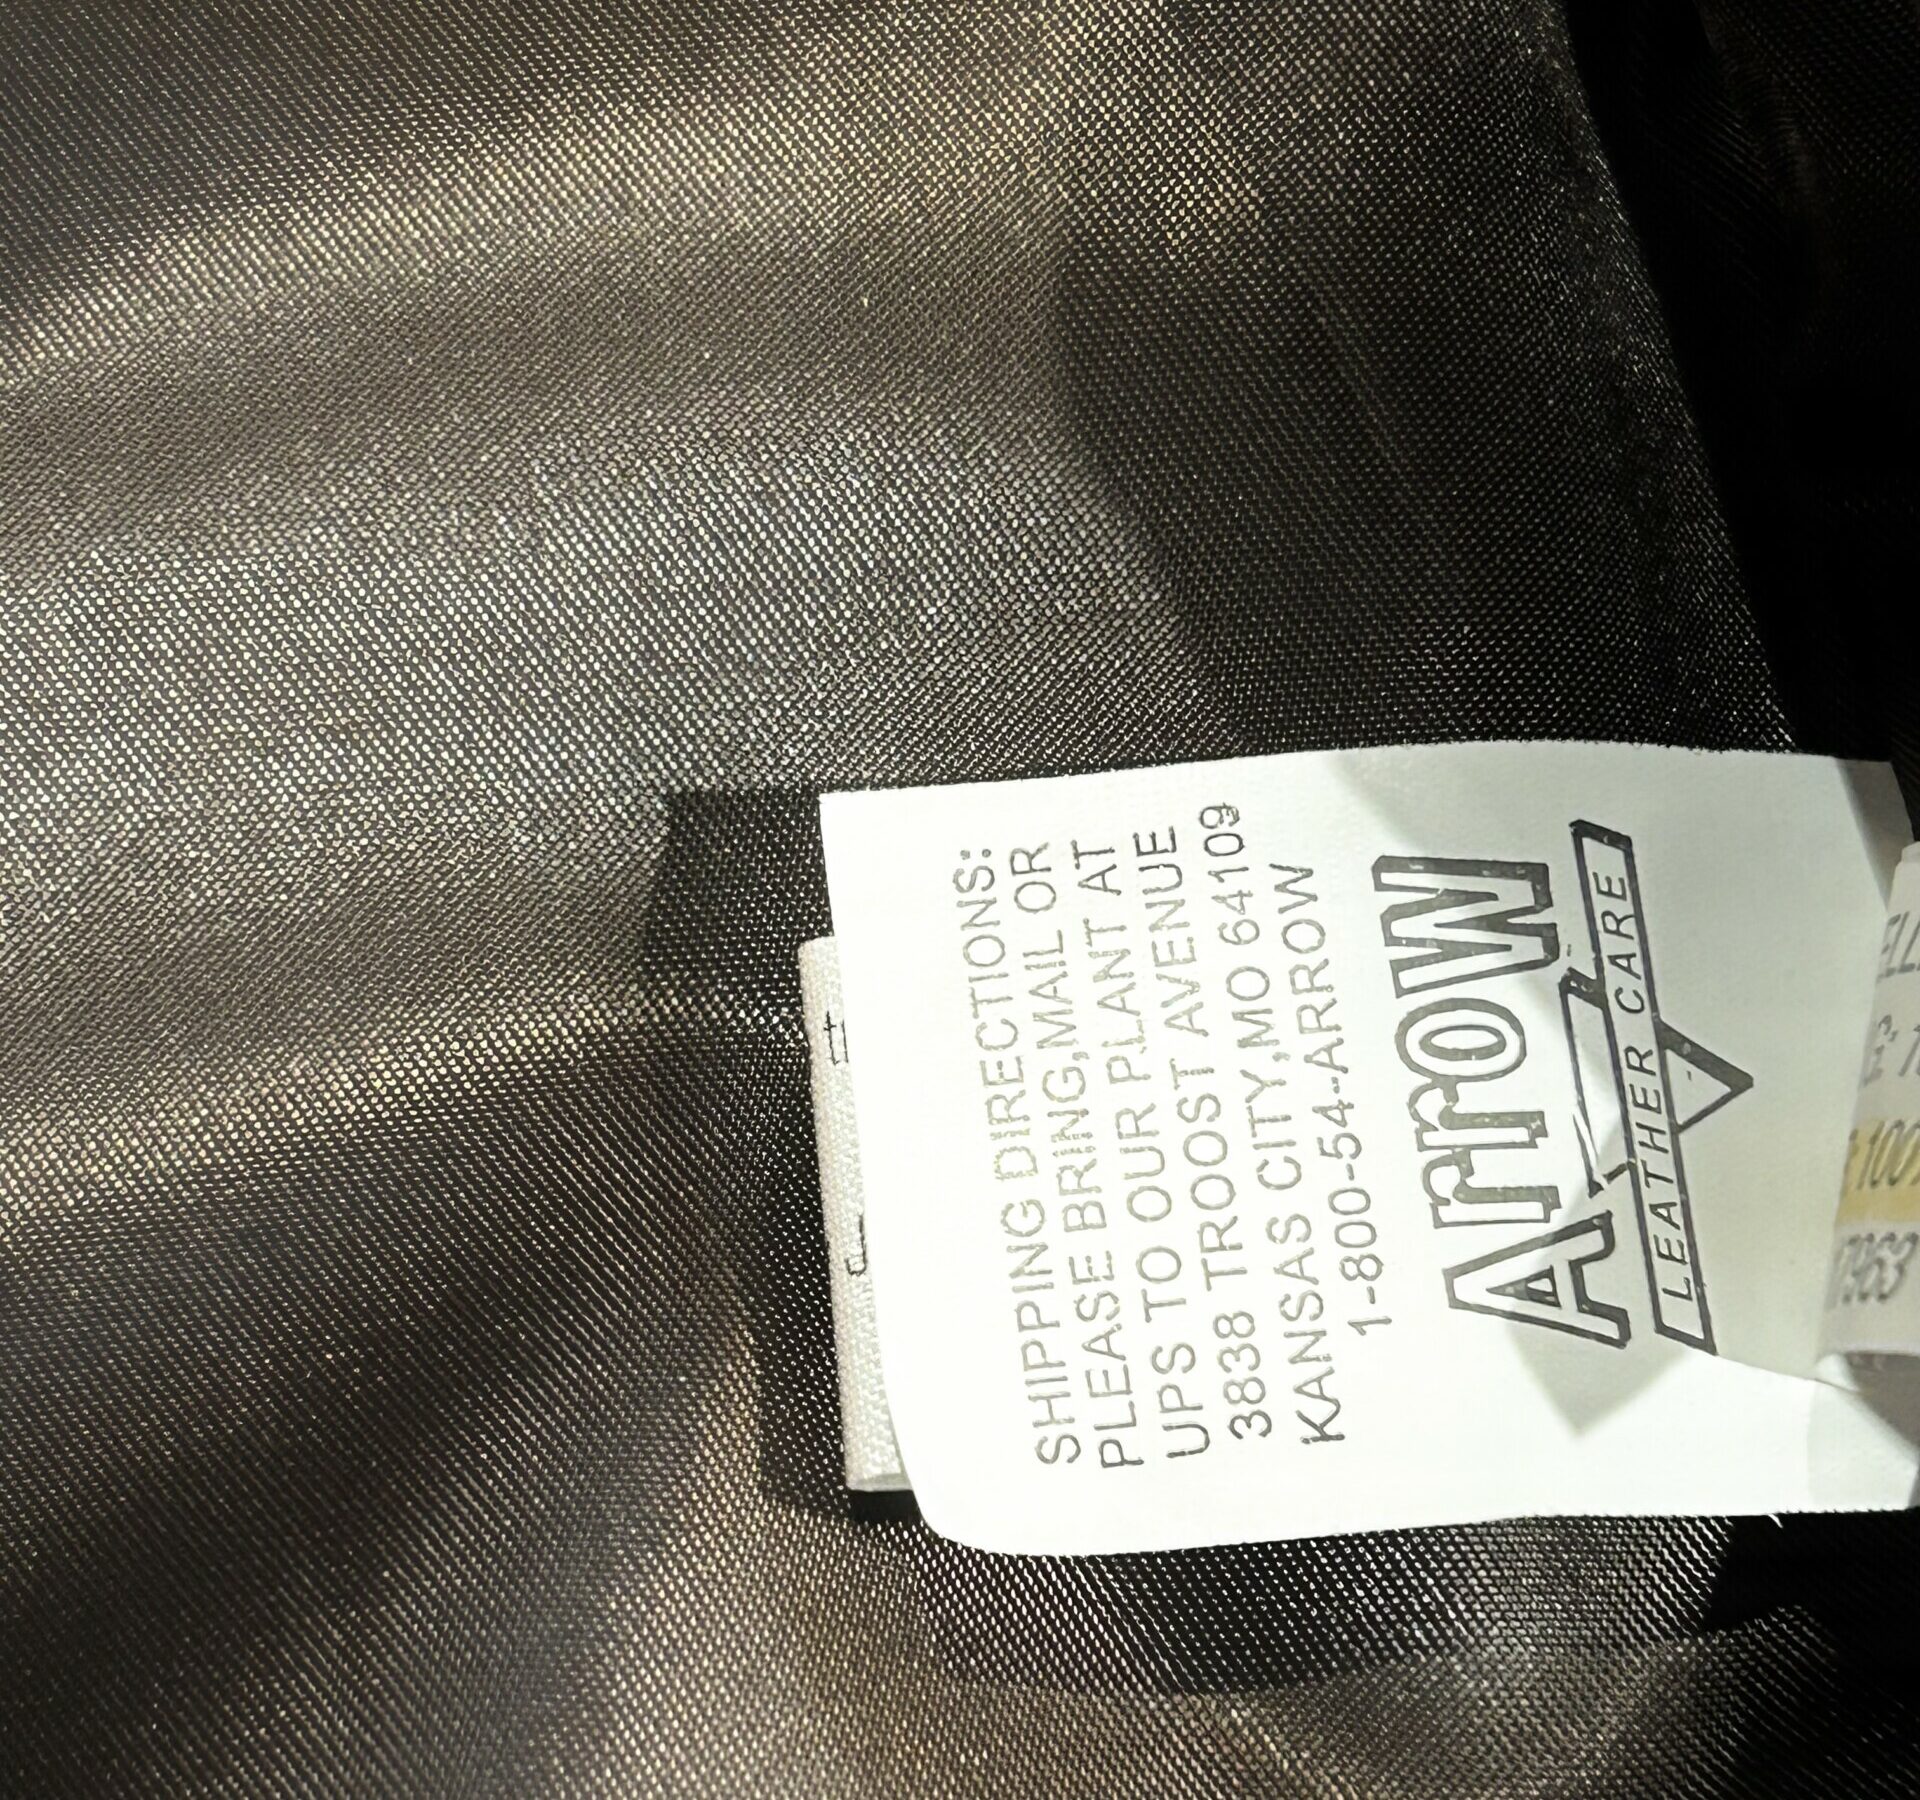 SHIPPING DIRECTIONS:
PLEASE BRING,MAIL OR
UPS TO OUR PLANT AT
3838 TROOST AVENUE
KANSAS CITY,MO 64109
1-800-54-ARROW
Arrow
LEATHER CARE